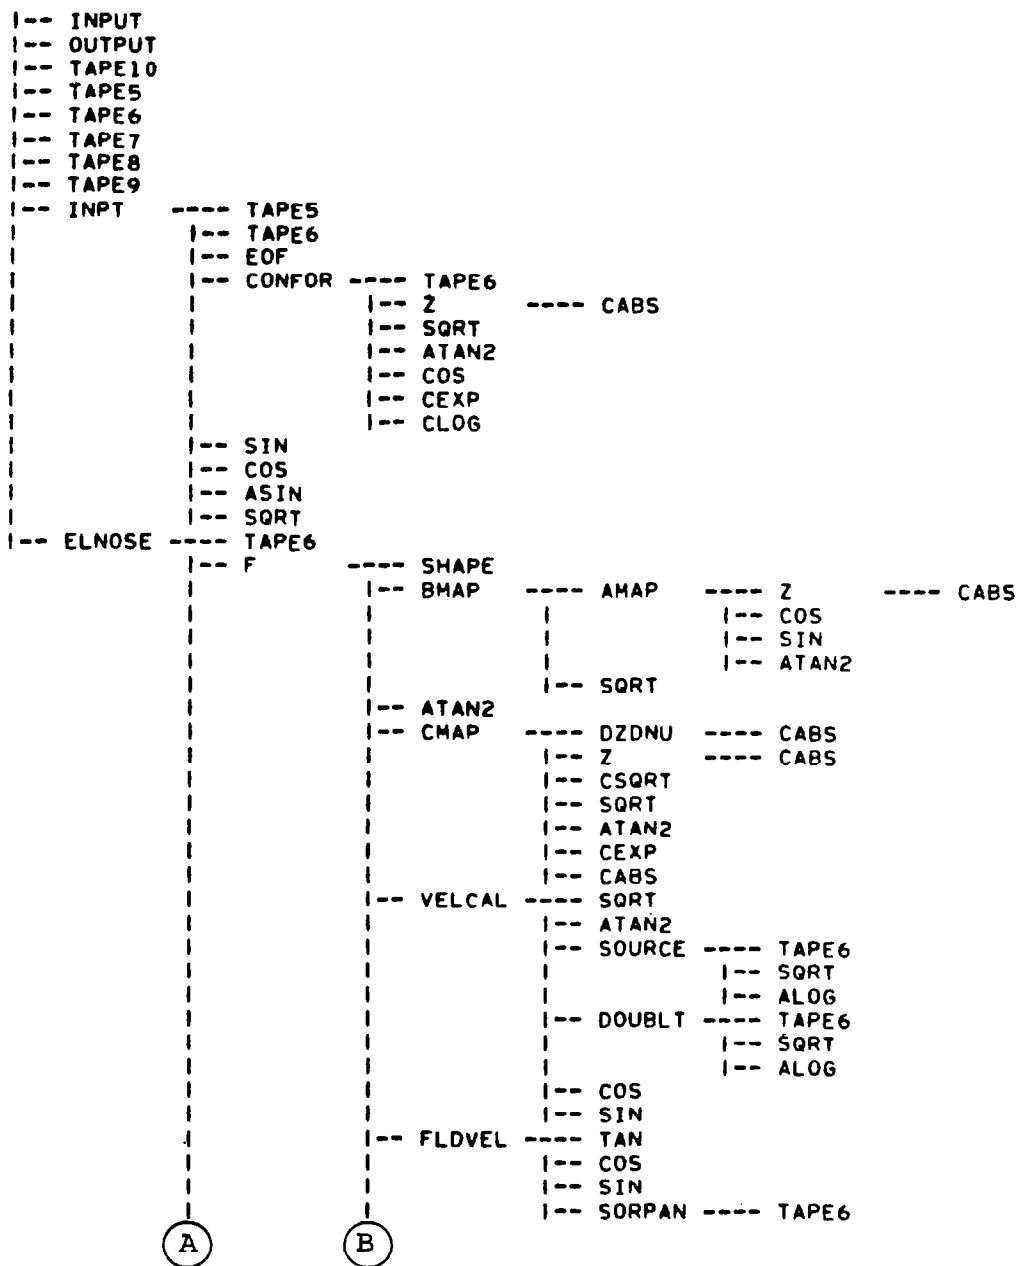 |-- INPUT
|-- OUTPUT
|-- TAPE10
|-- TAPE5
|-- TAPE6
|-- TAPE7
|-- TAPE8
|-- TAPE9
|-- INPT ---- TAPE5
|-- TAPE6
|-- EOF
|-- CONFOR ---- TAPE6
|-- Z ---- CABS
|-- SQRT
|-- ATAN2
|-- COS
|-- CEXP
|-- CLOG
|-- SIN
|-- COS
|-- ASIN
|-- SQRT
|-- ELNOSE ---- TAPE6
|-- F ---- SHAPE
|-- BMAP ---- AMAP ---- Z ---- CABS
|-- COS
|-- SIN
|-- ATAN2
|-- SQRT
|-- ATAN2
|-- CMAP ---- DZDNU ---- CABS
|-- Z ---- CABS
|-- CSQRT
|-- SQRT
|-- ATAN2
|-- CEXP
|-- CABS
|-- VELCAL ---- SQRT
|-- ATAN2
|-- SOURCE ---- TAPE6
|-- SQRT
|-- ALOG
|-- DOUBLT ---- TAPE6
|-- SQRT
|-- ALOG
|-- COS
|-- SIN
|-- FLDVEL ---- TAN
|-- COS
|-- SIN
|-- SORPAN ---- TAPE6
A B